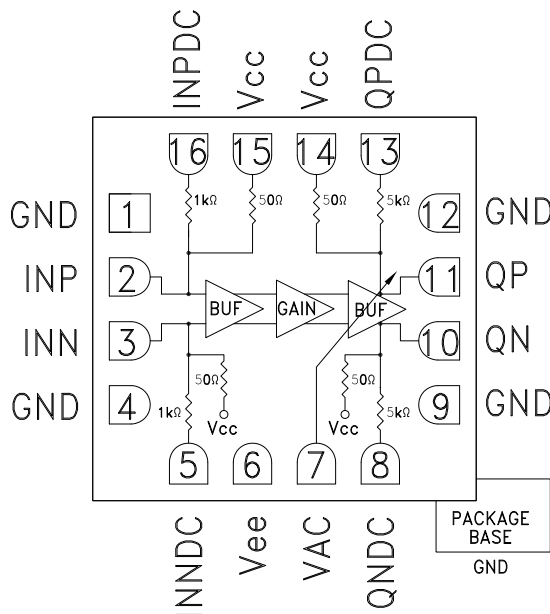 INPDC
Vcc
Vcc
QPDC
16
15
14
13
1kΩ
50Ω
50Ω
5kΩ
GND
1
12
GND
INP
2
11
QP
BUF
GAIN
BUF
INN
3
10
QN
50Ω
50Ω
GND
4
9
GND
1kΩ
Vcc
Vcc
5kΩ
5
6
7
8
INNDC
Vee
VAC
QNDC
PACKAGE
BASE
GND